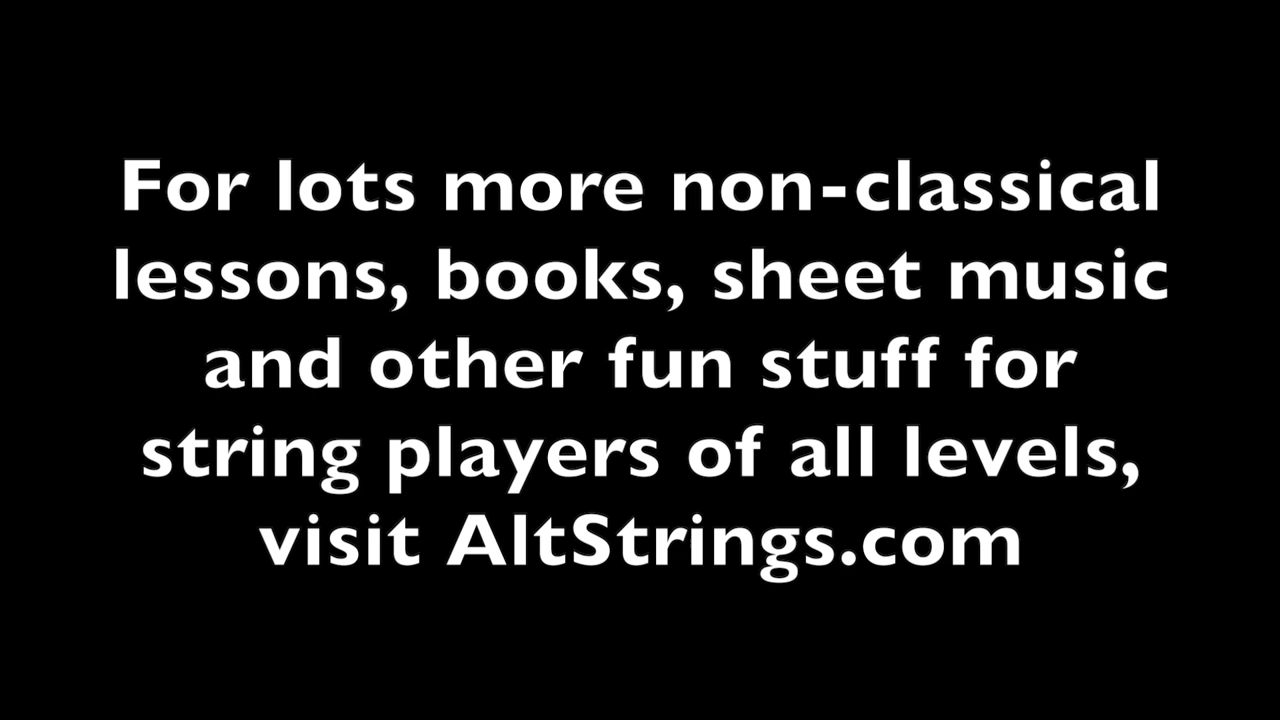 For lots more non-classical
lessons, books, sheet music
and other fun stuff for
string players of all levels,
visit AltStrings.com